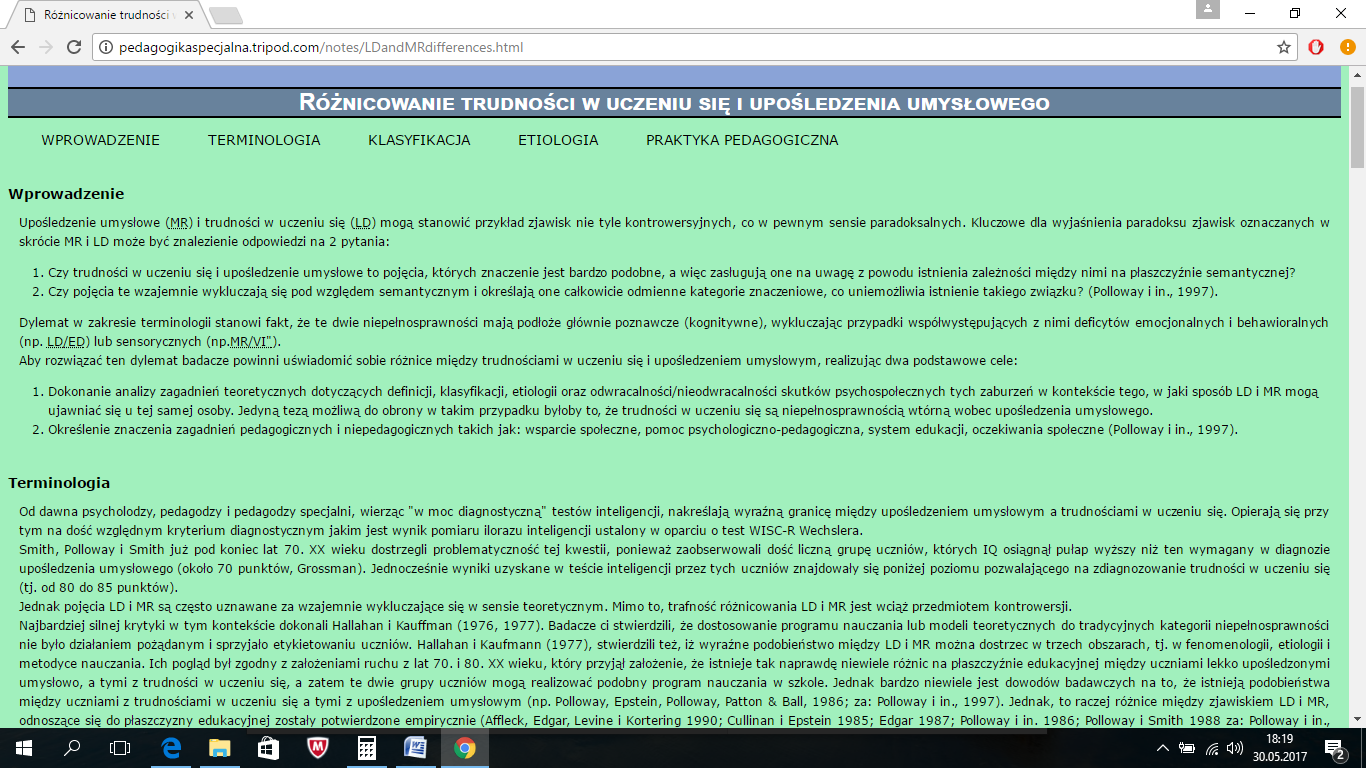 Różnicowanie trudności w
pedagogikaspecjalna.tripod.com/notes/LDandMRdifferences.html
Różnicowanie trudności w uczeniu się i upośledzenia umysłowego
WPROWADZENIE TERMINOLOGIA KLASYFIKACJA ETIOLOGIA PRAKTYKA PEDAGOGICZNA
Wprowadzenie
Upośledzenie umysłowe (MR) i trudności w uczeniu się (LD) mogą stanowić przykład zjawisk nie tyle kontrowersyjnych, co w pewnym sensie paradoksalnych. Kluczowe dla wyjaśnienia paradoksu zjawisk oznaczanych w
skrócie MR i LD może być znalezienie odpowiedzi na 2 pytania:
1. Czy trudności w uczeniu się i upośledzenie umysłowe to pojęcia, których znaczenie jest bardzo podobne, a więc zasługują one na uwagę z powodu istnienia zależności między nimi na płaszczyźnie semantycznej?
2. Czy pojęcia te wzajemnie wykluczają się pod względem semantycznym i określają one całkowicie odmienne kategorie znaczeniowe, co uniemożliwia istnienie takiego związku? (Polloway i in., 1997).
Dylemat w zakresie terminologii stanowi fakt, że te dwie niepełnosprawności mają podłoże głównie poznawcze (kognitywne), wykluczając przypadki współwystępujących z nimi deficytów emocjonalnych i behawioralnych
(np. LD/ED) lub sensorycznych (np.MR/VI").
Aby rozwiązać ten dylemat badacze powinni uświadomić sobie różnice między trudnościami w uczeniu się i upośledzeniem umysłowym, realizując dwa podstawowe cele:
1. Dokonanie analizy zagadnień teoretycznych dotyczących definicji, klasyfikacji, etiologii oraz odwracalności/nieodwracalności skutków psychospołecznych tych zaburzeń w kontekście tego, w jaki sposób LD i MR mogą
ujawniać się u tej samej osoby. Jedyną tezą możliwą do obrony w takim przypadku byłoby to, że trudności w uczeniu się są niepełnosprawnością wtórną wobec upośledzenia umysłowego.
2. Określenie znaczenia zagadnień pedagogicznych i niepedagogicznych takich jak: wsparcie społeczne, pomoc psychologiczno-pedagogiczna, system edukacji, oczekiwania społeczne (Polloway i in., 1997).
Terminologia
Od dawna psycholodzy, pedagodzy i pedagodzy specjalni, wierząc "w moc diagnostyczną" testów inteligencji, nakreślają wyraźną granicę między upośledzeniem umysłowym a trudnościami w uczeniu się. Opierają się przy
tym na dość względnym kryterium diagnostycznym jakim jest wynik pomiaru ilorazu inteligencji ustalony w oparciu o test WISC-R Wechslera.
Smith, Polloway i Smith już pod koniec lat 70. XX wieku dostrzegli problematyczność tej kwestii, ponieważ zaobserwowali dość liczną grupę uczniów, których IQ osiągnął pułap wyższy niż ten wymagany w diagnozie
upośledzenia umysłowego (około 70 punktów, Grossman). Jednocześnie wyniki uzyskane w teście inteligencji przez tych uczniów znajdowały się poniżej poziomu pozwalającego na zdiagnozowanie trudności w uczeniu się
(tj. od 80 do 85 punktów).
Jednak pojęcia LD i MR są często uznawane za wzajemnie wykluczające się w sensie teoretycznym. Mimo to, trafność różnicowania LD i MR jest wciąż przedmiotem kontrowersji.
Najbardziej silnej krytyki w tym kontekście dokonali Hallahan i Kauffman (1976, 1977). Badacze ci stwierdzili, że dostosowanie programu nauczania lub modeli teoretycznych do tradycyjnych kategorii niepełnosprawności
nie było działaniem pożądanym i sprzyjało etykietowaniu uczniów. Hallahan i Kaufmann (1977), stwierdzili też, iż wyraźne podobieństwo między LD i MR można dostrzec w trzech obszarach, tj. w fenomenologii, etiologii i
metodyce nauczania. Ich pogląd był zgodny z założeniami ruchu z lat 70. i 80. XX wieku, który przyjął założenie, że istnieje tak naprawdę niewiele różnic na płaszczyźnie edukacyjnej między uczniami lekko upośledzonymi
umysłowo, a tymi z trudności w uczeniu się, a zatem te dwie grupy uczniów mogą realizować podobny program nauczania w szkole. Jednak bardzo niewiele jest dowodów badawczych na to, że istnieją podobieństwa
między uczniami z trudnościami w uczeniu się a tymi z upośledzeniem umysłowym (np. Polloway, Epstein, Polloway, Patton & Ball, 1986; za: Polloway i in., 1997). Jednak, to raczej różnice między zjawiskiem LD i MR,
odnoszące się do płaszczyzny edukacyjnej zostały potwierdzone empirycznie (Affleck, Edgar, Levine i Kortering 1990; Cullinan i Epstein 1985; Edgar 1987; Polloway i in. 1986; Polloway i Smith 1988 za: Polloway i in.,
18:19
30.05.2017
2